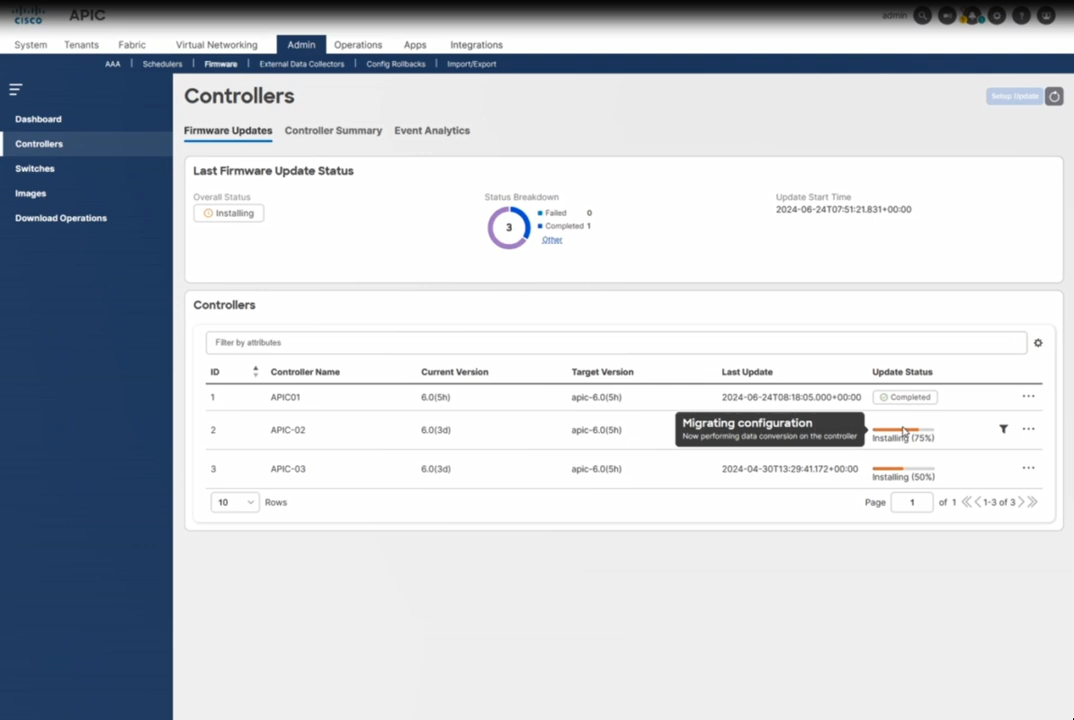 CISCO APIC admin
System Tenants Fabric Virtual Networking Admin Operations Apps Integrations
AAA | Schedulers | Firmware | External Data Collectors | Config Rollbacks | Import/Export
Dashboard
Controllers
Switches
Images
Download Operations
Controllers
Setup Update
Firmware Updates Controller Summary Event Analytics
Last Firmware Update Status
Overall Status
Installing
Status Breakdown
3
Failed 0
Completed 1
Other
Update Start Time
2024-06-24T07:51:21.831+00:00
Controllers
Filter by attributes
ID Controller Name Current Version Target Version Last Update Update Status
1 APIC01 6.0(5h) apic-6.0(5h) 2024-06-24T08:18:05.000+00:00 Completed
2 APIC-02 6.0(3d) apic-6.0(5h) Installing (75%)
Migrating configuration
Now performing data conversion on the controller
3 APIC-03 6.0(3d) apic-6.0(5h) 2024-04-30T13:29:41.172+00:00 Installing (50%)
10 Rows Page 1 of 1 1-3 of 3